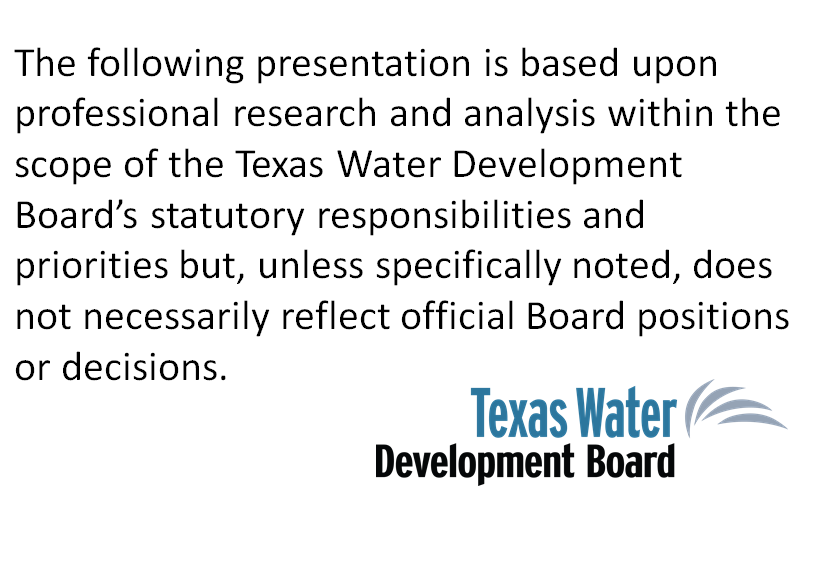 The following presentation is based upon
professional research and analysis within the
scope of the Texas Water Development
Board’s statutory responsibilities and
priorities but, unless specifically noted, does
not necessarily reflect official Board positions
or decisions.
Texas Water
Development Board